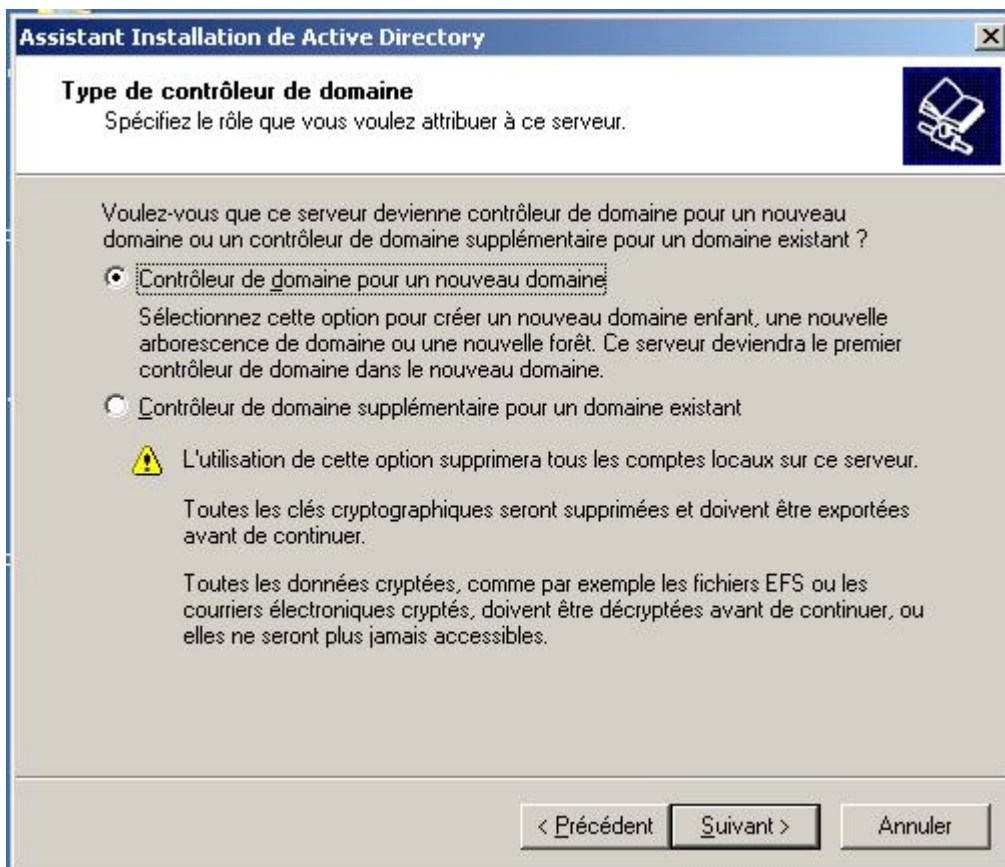 Assistant Installation de Active Directory
Type de contrôleur de domaine
Spécifiez le rôle que vous voulez attribuer à ce serveur.
Voulez-vous que ce serveur devienne contrôleur de domaine pour un nouveau
domaine ou un contrôleur de domaine supplémentaire pour un domaine existant ?
Contrôleur de domaine pour un nouveau domaine
Sélectionnez cette option pour créer un nouveau domaine enfant, une nouvelle
arborescence de domaine ou une nouvelle forêt. Ce serveur deviendra le premier
contrôleur de domaine dans le nouveau domaine.
Contrôleur de domaine supplémentaire pour un domaine existant
L'utilisation de cette option supprimera tous les comptes locaux sur ce serveur.
Toutes les clés cryptographiques seront supprimées et doivent être exportées
avant de continuer.
Toutes les données cryptées, comme par exemple les fichiers EFS ou les
courriers électroniques cryptés, doivent être décryptées avant de continuer, ou
elles ne seront plus jamais accessibles.
< Précédent Suivant > Annuler